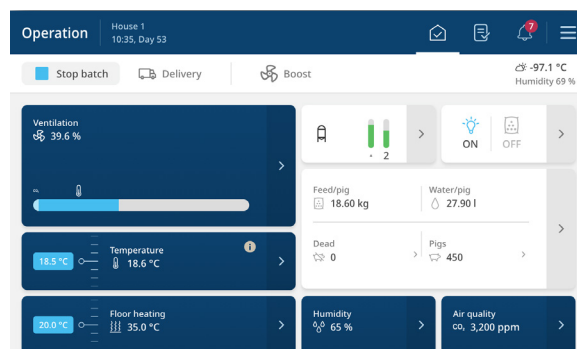 Operation
House 1
10:35, Day 53
7
Stop batch
Delivery
Boost
-97.1 °C
Humidity 69 %
Ventilation
39.6 %
2
ON
OFF
Feed/pig
18.60 kg
Water/pig
27.90 l
Dead
0
Pigs
450
18.5 °C
Temperature
18.6 °C
i
20.0 °C
Floor heating
35.0 °C
Humidity
65 %
Air quality
CO₂ 3,200 ppm